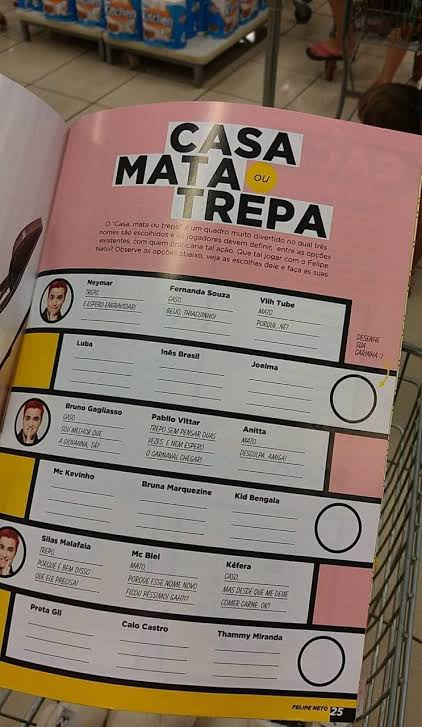 CASA
MATA OU
TREPA
O "Casa, mata ou trepa" é um quadro muito divertido no qual três
nomes são escolhidos e os jogadores devem definir, entre as opções
existentes, com quem praticaria tal ação. Que tal jogar com o Felipe
Neto? Observe as opções abaixo, veja as escolhas dele e faça as suas
Neymar
TREPO.
E ESPERO ENGRAVIDAR!
Fernanda Souza
CASO.
BEIJO, THIAGUINHO!
Viih Tube
MATO.
PORQUE, NÉ?
DESENHE
SUA
CARINHA :)
Luba
Inês Brasil
Joelma
Bruno Gagliasso
CASO.
SOU MELHOR QUE
A GIOVANNA, TÁ?
Pabllo Vittar
TREPO SEM PENSAR DUAS
VEZES. E NEM ESPERO
O CARNAVAL CHEGAR!
Anitta
MATO.
DESCULPA, AMIGA!
Mc Kevinho
Bruna Marquezine
Kid Bengala
Silas Malafaia
TREPO.
PORQUE É BEM DISSO
QUE ELE PRECISA!
Mc Biel
MATO.
PORQUE ESSE NOME NOVO
FICOU PÉSSIMO!
Kéfera
CASO.
MAS DESDE QUE ME DEIXE
COMER CARNE, OK?
Preta Gil
Caio Castro
Thammy Miranda
FELIPE NETO 25